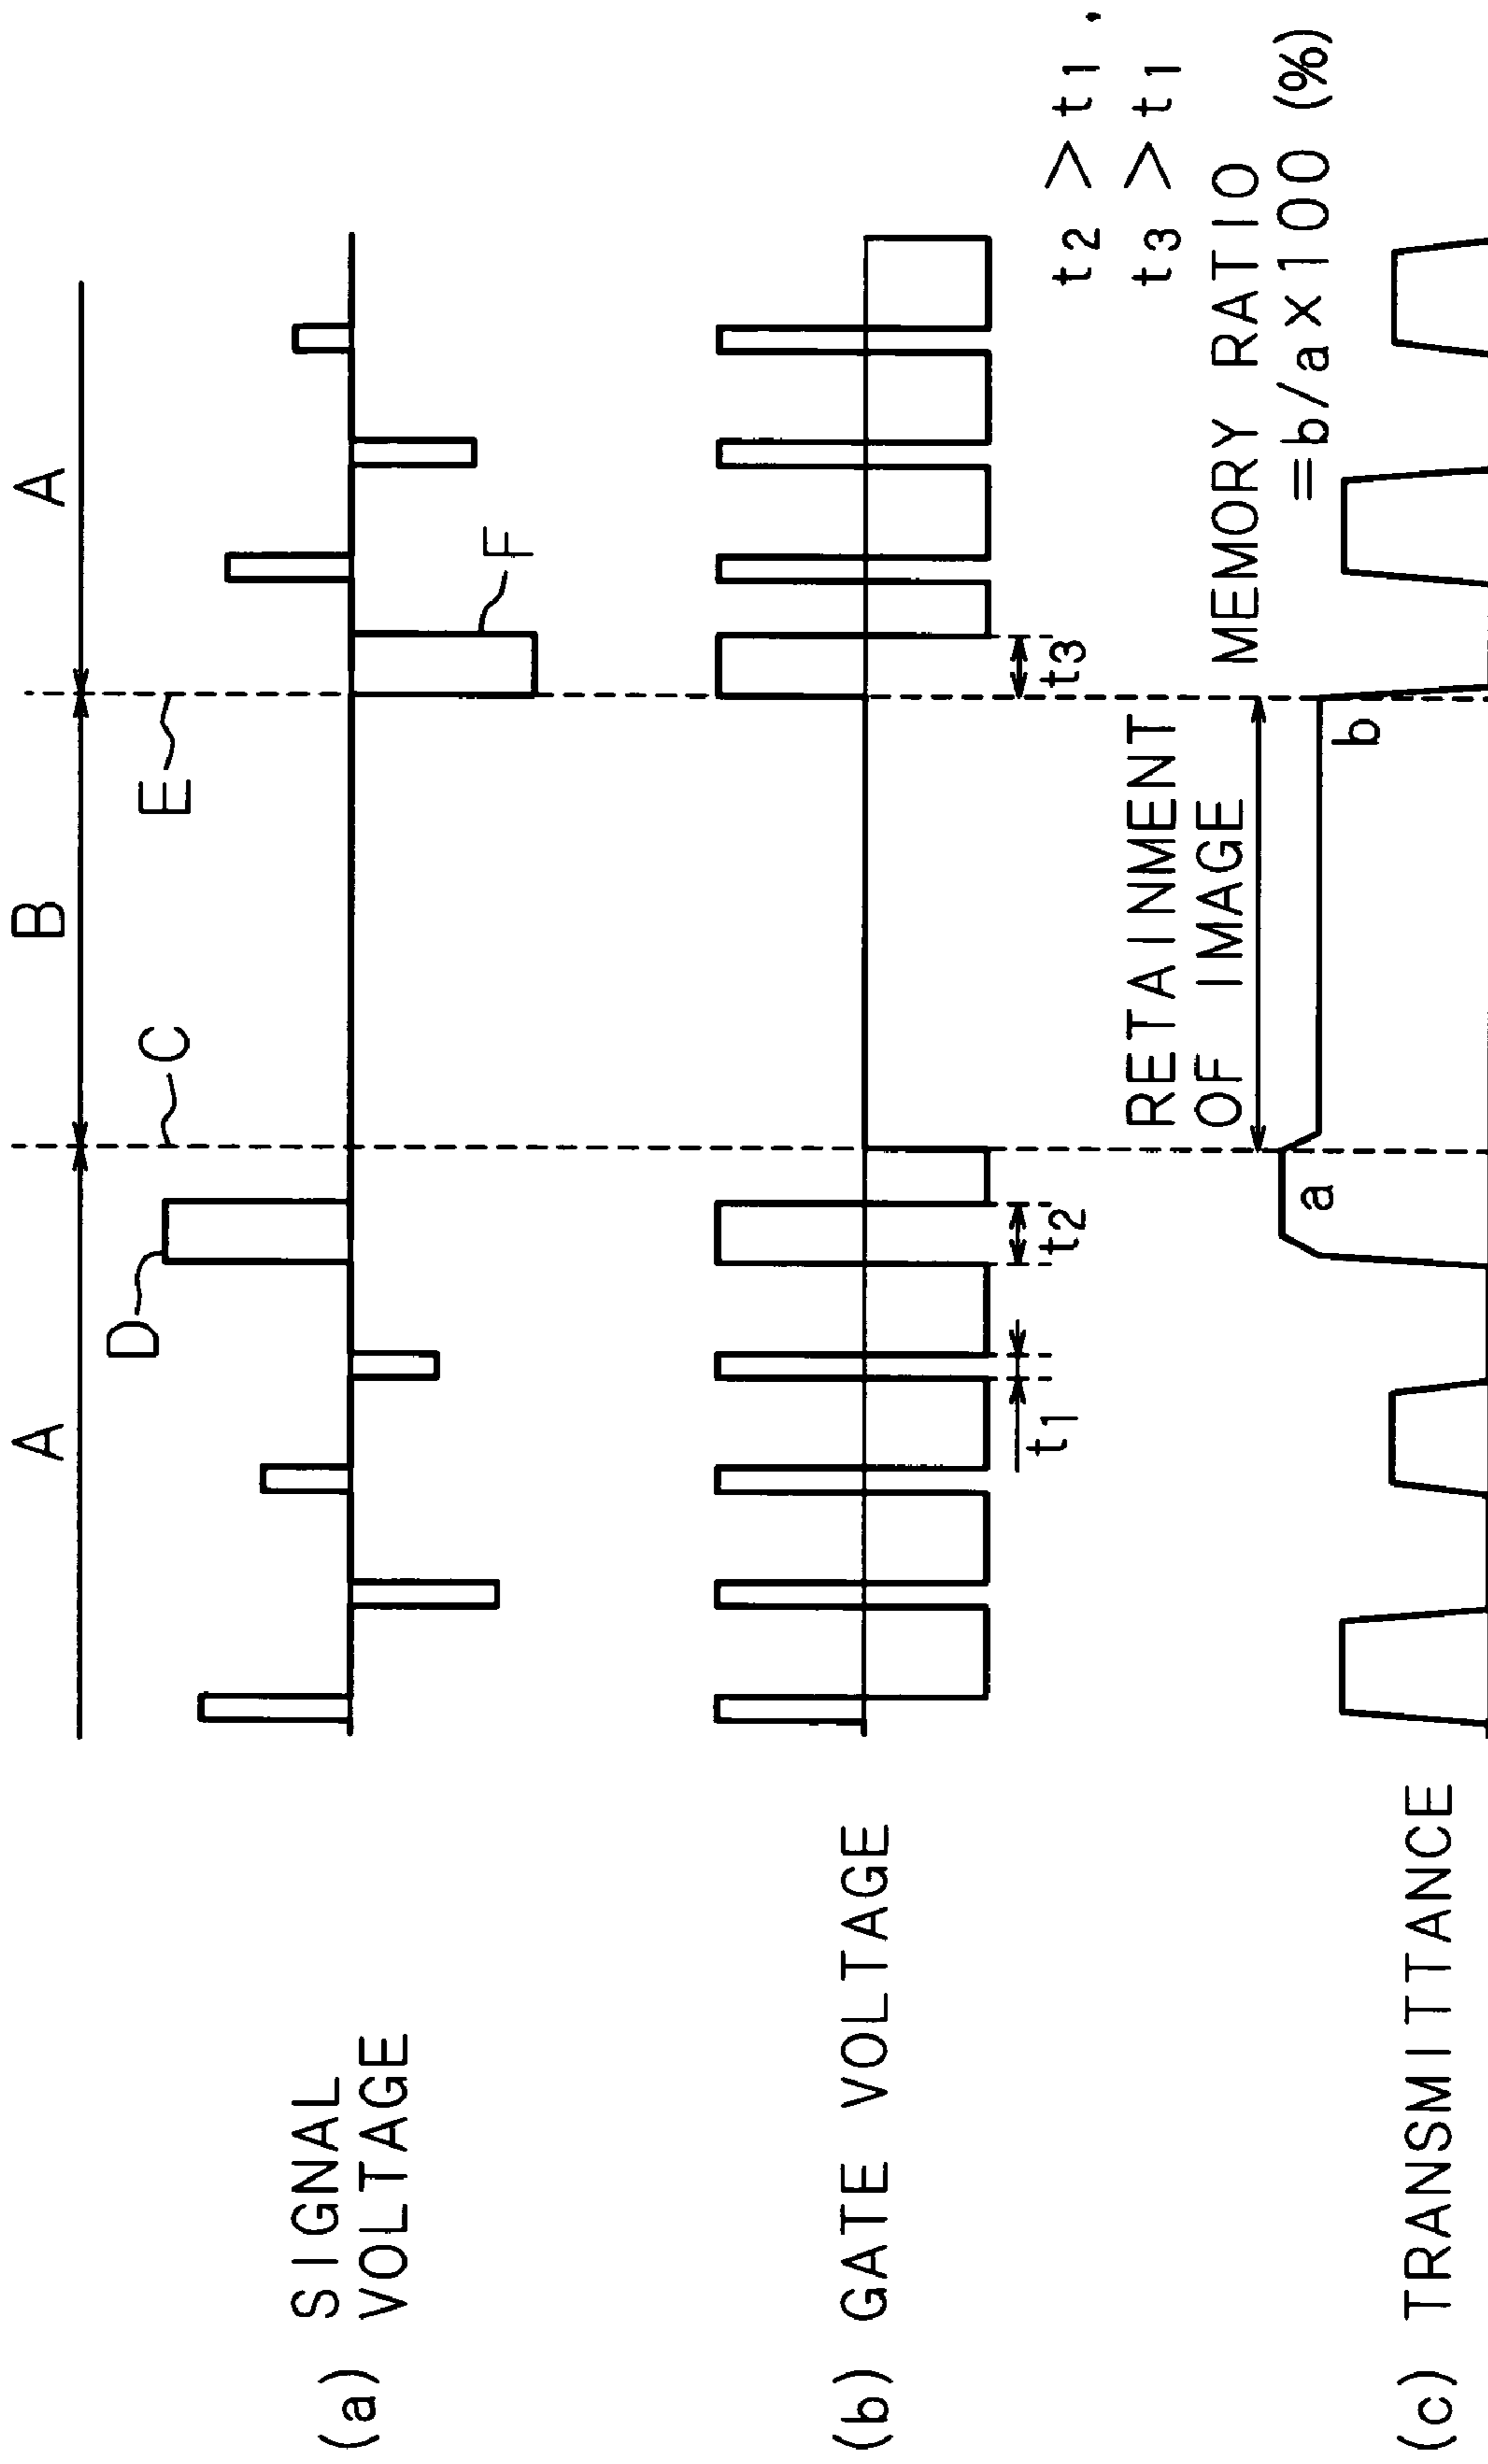 A
B
A
D
C
E
(a) SIGNAL
VOLTAGE
F
(b) GATE VOLTAGE
t1
t2
t3
t2 > t1 ,
t3 > t1
RETAINMENT
OF IMAGE
MEMORY RATIO
=b/a x 100 (%)
a
b
(c) TRANSMITTANCE